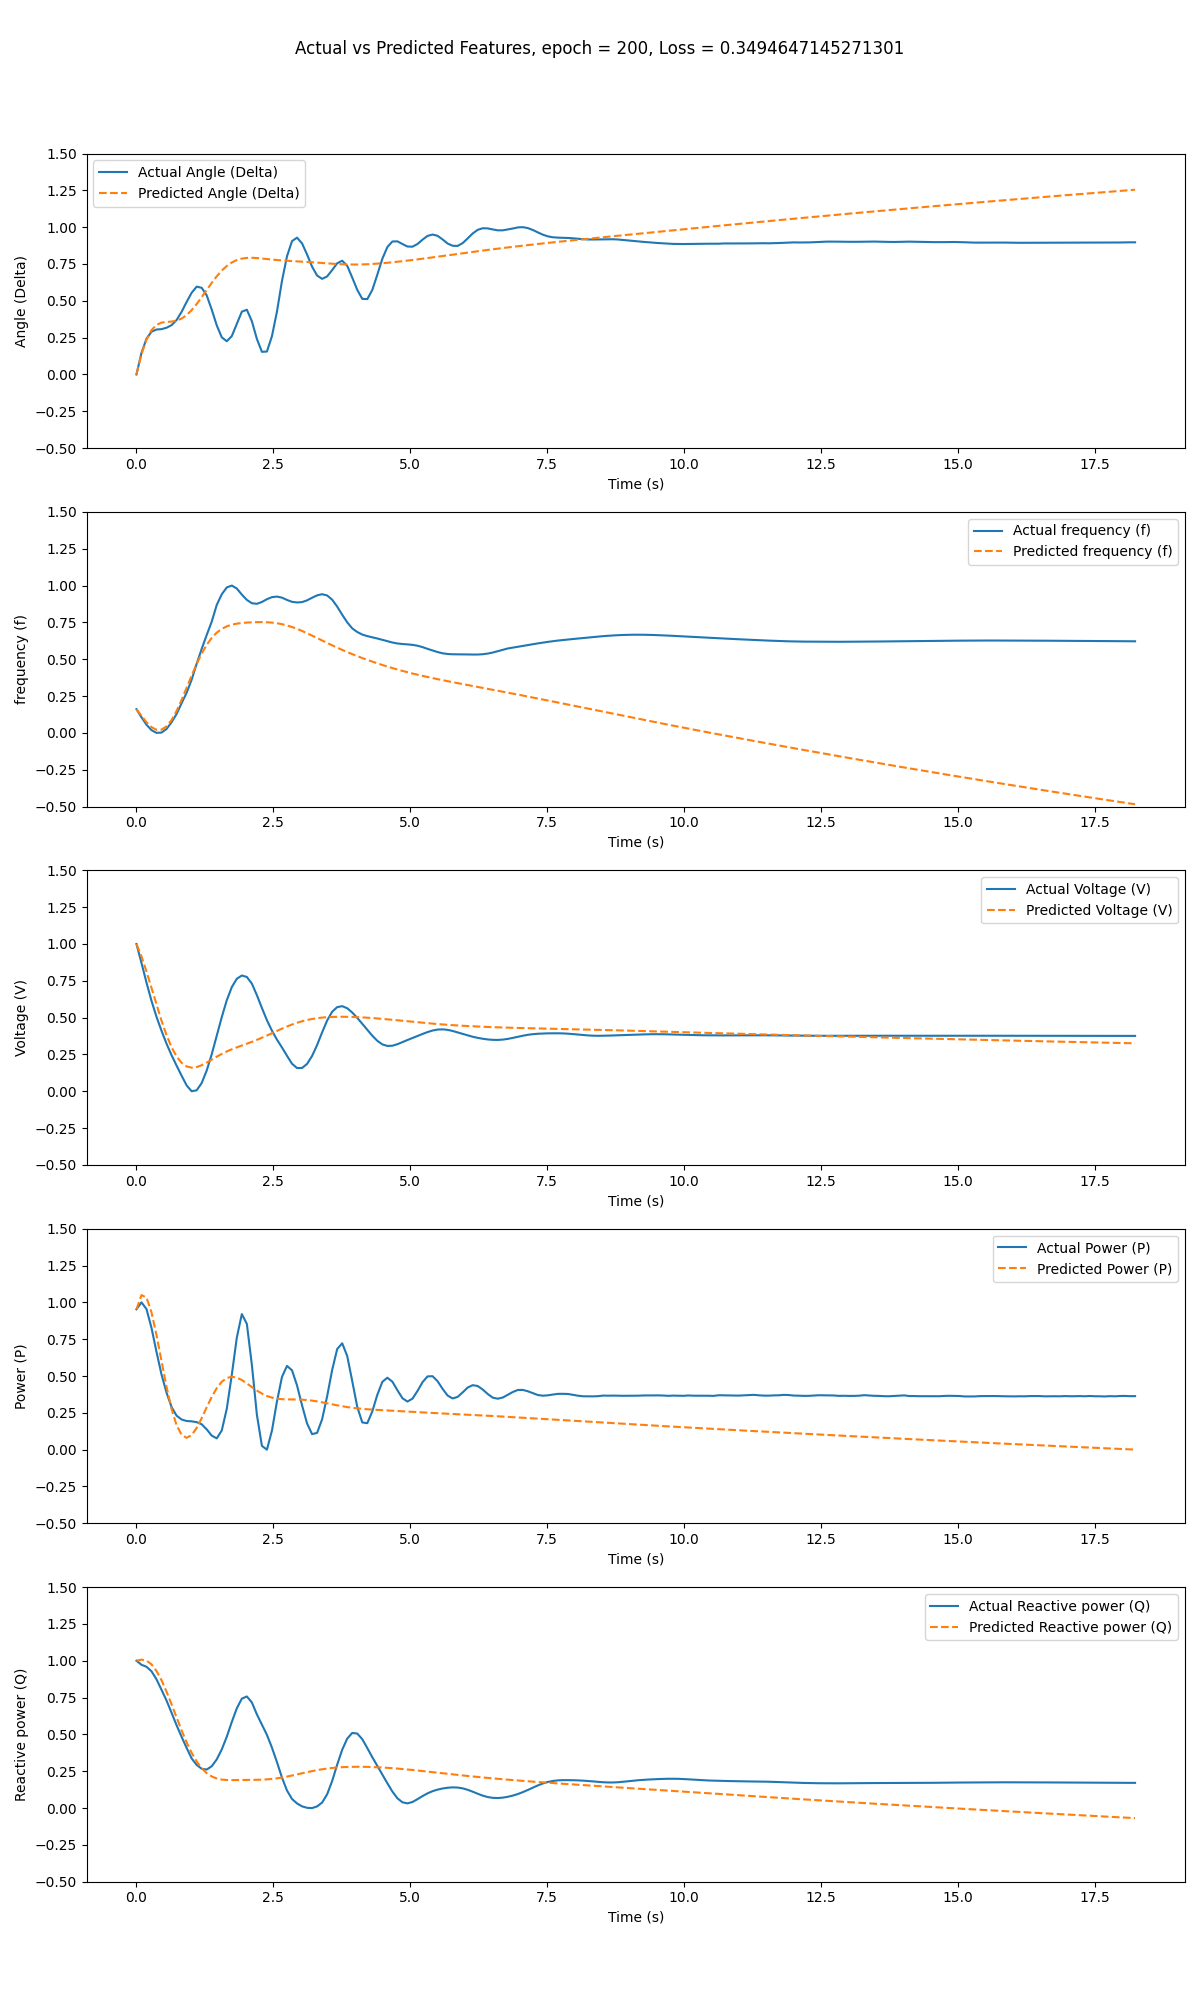 Actual vs Predicted Features, epoch = 200, Loss = 0.3494647145271301
1.50
1.25
1.00
0.75
0.50
0.25
0.00
−0.25
−0.50
Angle (Delta)
Actual Angle (Delta)
Predicted Angle (Delta)
0.0 2.5 5.0 7.5 10.0 12.5 15.0 17.5
Time (s)
1.50
1.25
1.00
0.75
0.50
0.25
0.00
−0.25
−0.50
frequency (f)
Actual frequency (f)
Predicted frequency (f)
0.0 2.5 5.0 7.5 10.0 12.5 15.0 17.5
Time (s)
1.50
1.25
1.00
0.75
0.50
0.25
0.00
−0.25
−0.50
Voltage (V)
Actual Voltage (V)
Predicted Voltage (V)
0.0 2.5 5.0 7.5 10.0 12.5 15.0 17.5
Time (s)
1.50
1.25
1.00
0.75
0.50
0.25
0.00
−0.25
−0.50
Power (P)
Actual Power (P)
Predicted Power (P)
0.0 2.5 5.0 7.5 10.0 12.5 15.0 17.5
Time (s)
1.50
1.25
1.00
0.75
0.50
0.25
0.00
−0.25
−0.50
Reactive power (Q)
Actual Reactive power (Q)
Predicted Reactive power (Q)
0.0 2.5 5.0 7.5 10.0 12.5 15.0 17.5
Time (s)